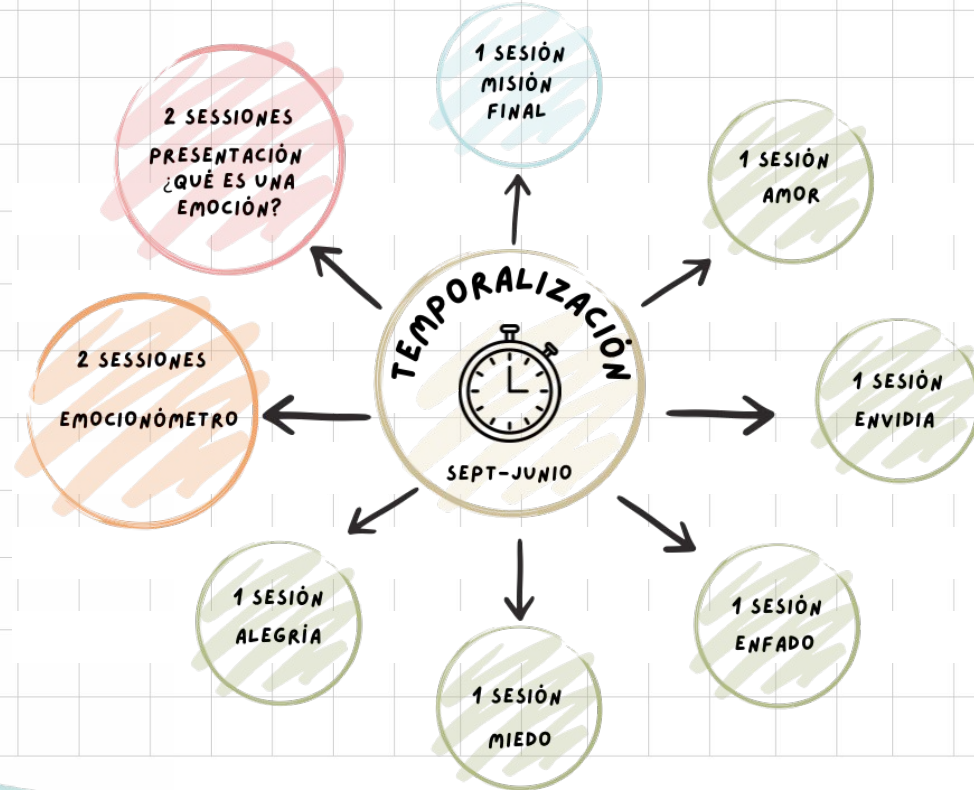 1 SESIÓN
MISIÓN
FINAL
2 SESSIONES
PRESENTACIÓN
¿QUÉ ES UNA
EMOCIÓN?
1 SESIÓN
AMOR
TEMPORALIZACIÓN
SEPT-JUNIO
2 SESSIONES
EMOCIONÓMETRO
1 SESIÓN
ENVIDIA
1 SESIÓN
ALEGRÍA
1 SESIÓN
MIEDO
1 SESIÓN
ENFADO